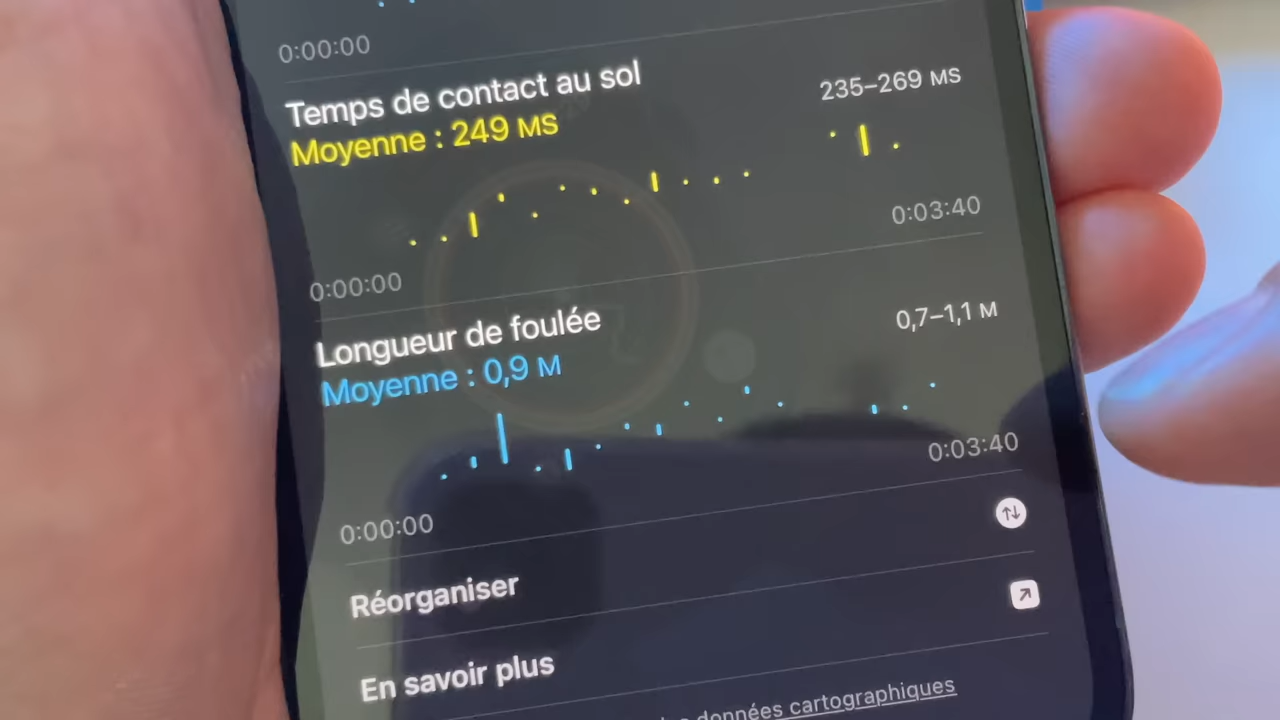 0:00:00
Temps de contact au sol
235–269 MS
Moyenne : 249 MS
0:00:00
0:03:40
Longueur de foulée
0,7–1,1 M
Moyenne : 0,9 M
0:00:00
0:03:40
Réorganiser
En savoir plus
données cartographiques